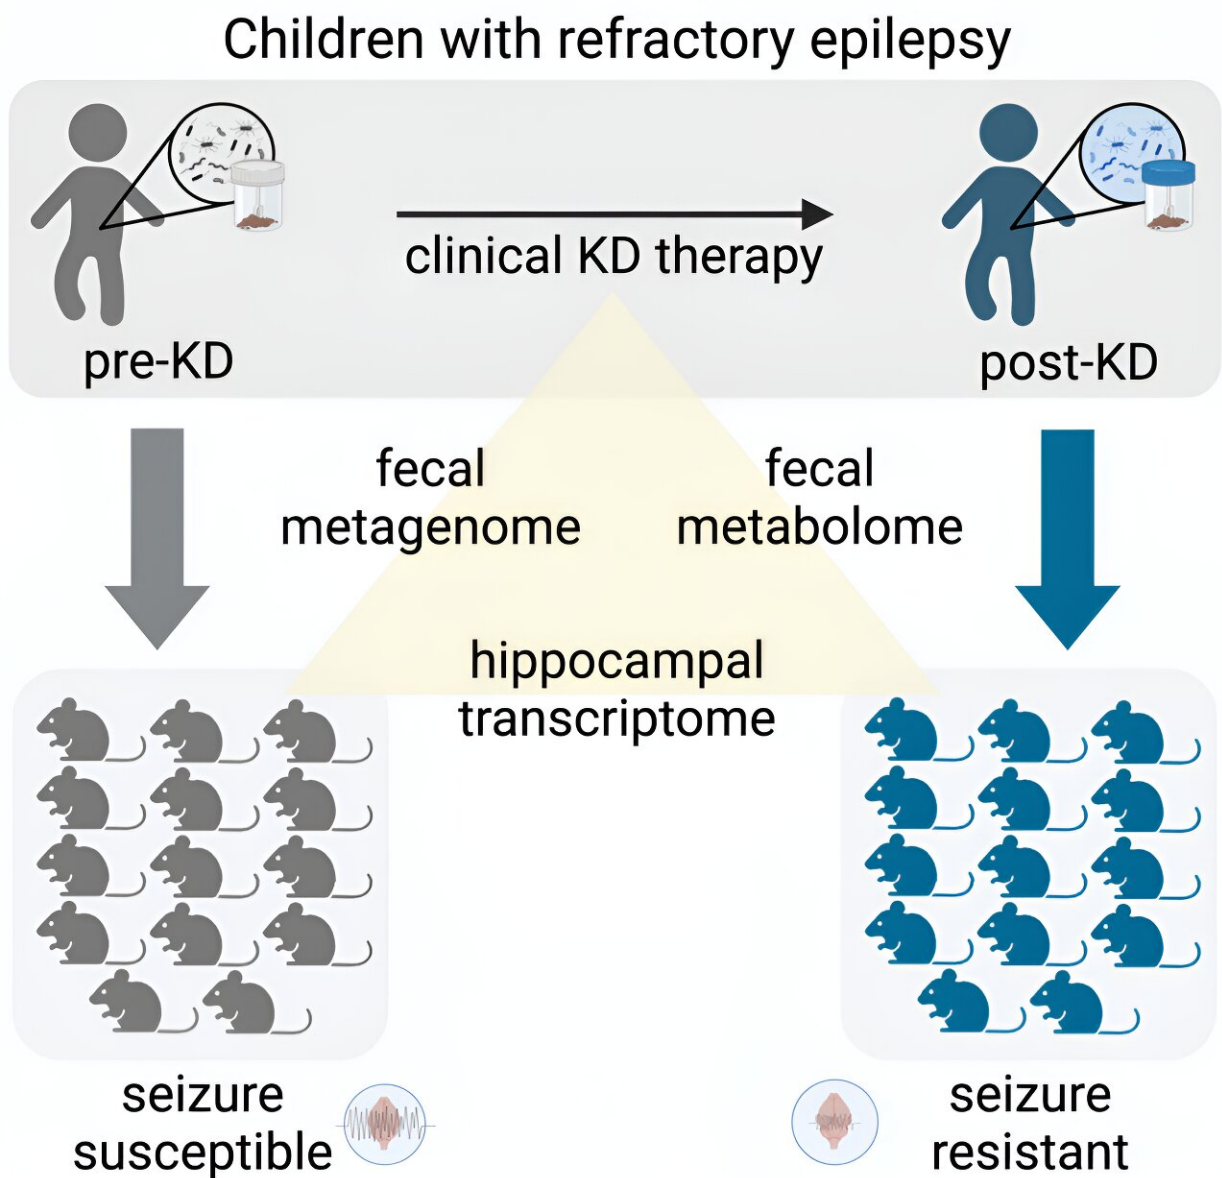 Children with refractory epilepsy
clinical KD therapy
pre-KD
post-KD
fecal
metagenome
fecal
metabolome
hippocampal
transcriptome
seizure
susceptible
seizure
resistant